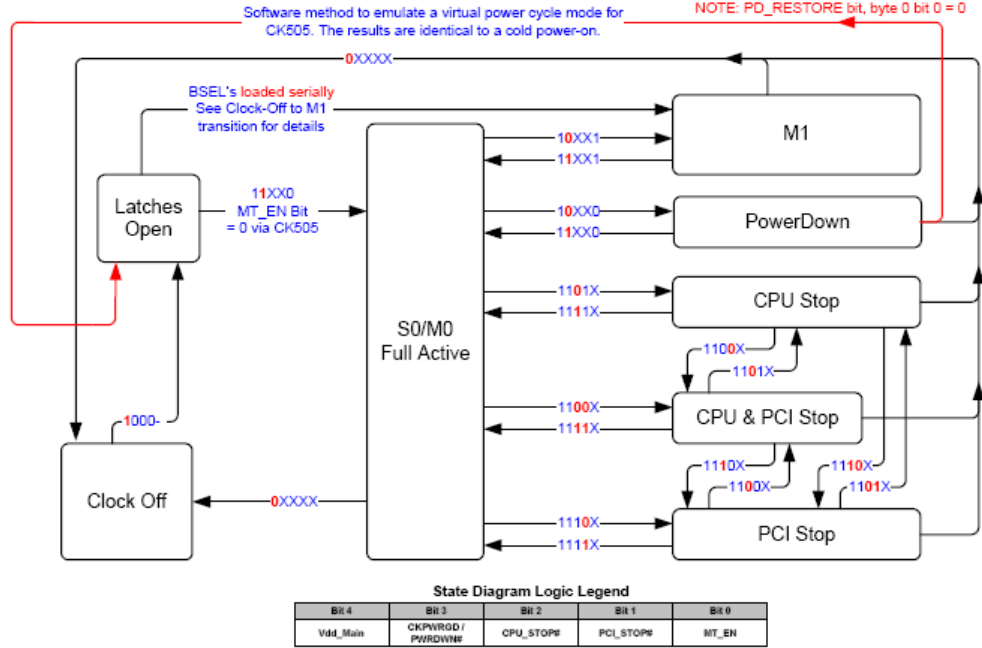 Software method to emulate a virtual power cycle mode for
CK505. The results are identical to a cold power-on.
NOTE: PD_RESTORE bit, byte 0 bit 0 = 0
0XXXX
BSEL's loaded serially
See Clock-Off to M1
transition for details
Latches
Open
11XX0
MT_EN Bit
= 0 via CK505
1000-
Clock Off
0XXXX
S0/M0
Full Active
10XX1
11XX1
M1
10XX0
11XX0
PowerDown
1101X
1111X
CPU Stop
1100X
1101X
1100X
1111X
CPU & PCI Stop
1110X
1100X
1110X
1101X
1110X
1111X
PCI Stop
State Diagram Logic Legend
Bit 4 Bit 3 Bit 2 Bit 1 Bit 0
Vdd_Main CKPWRGD / PWRDWN# CPU_STOP# PCI_STOP# MT_EN